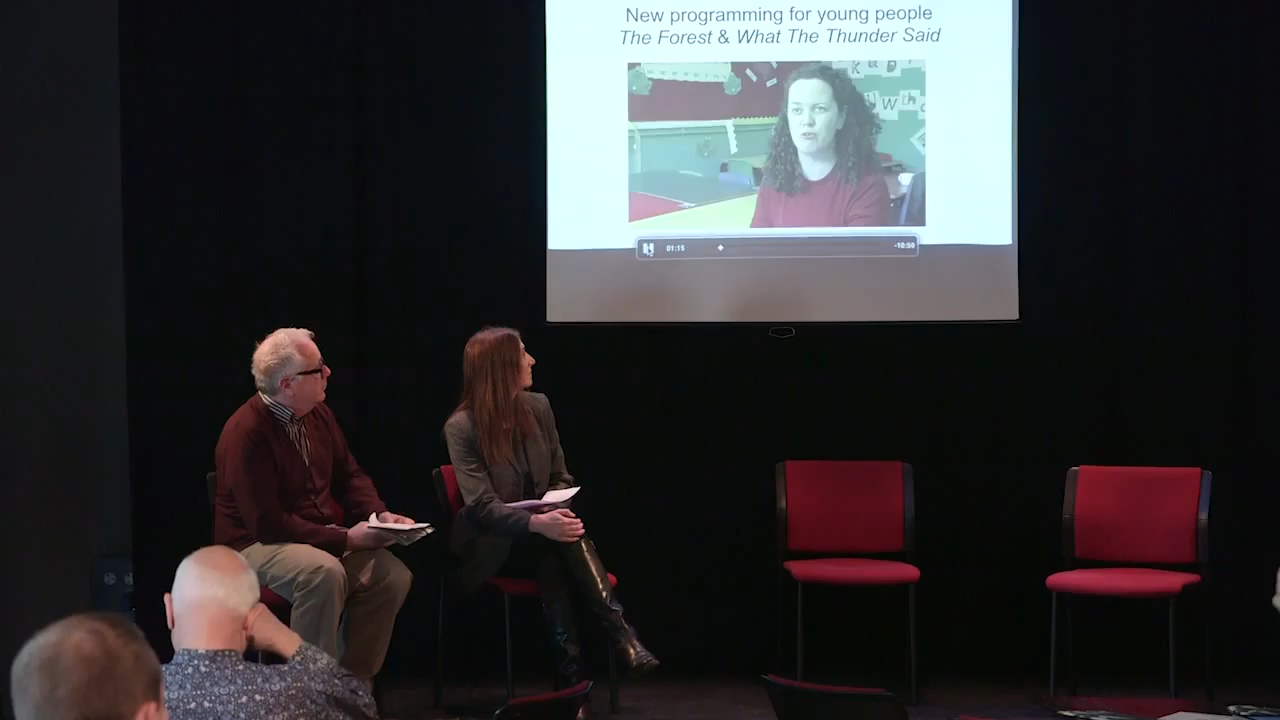 New programming for young people
The Forest & What The Thunder Said
01:15
-10:50